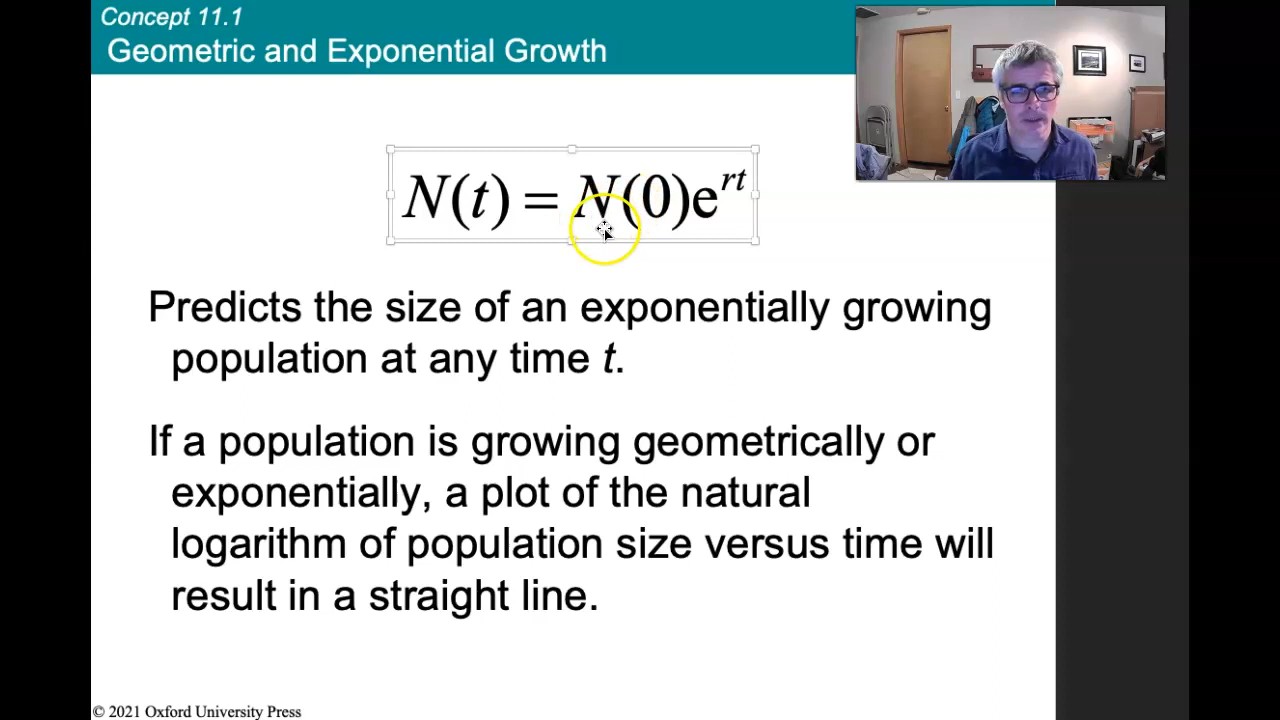 Concept 11.1
Geometric and Exponential Growth
N(t) = N(0)e^{rt}
Predicts the size of an exponentially growing
population at any time t.
If a population is growing geometrically or
exponentially, a plot of the natural
logarithm of population size versus time will
result in a straight line.
© 2021 Oxford University Press